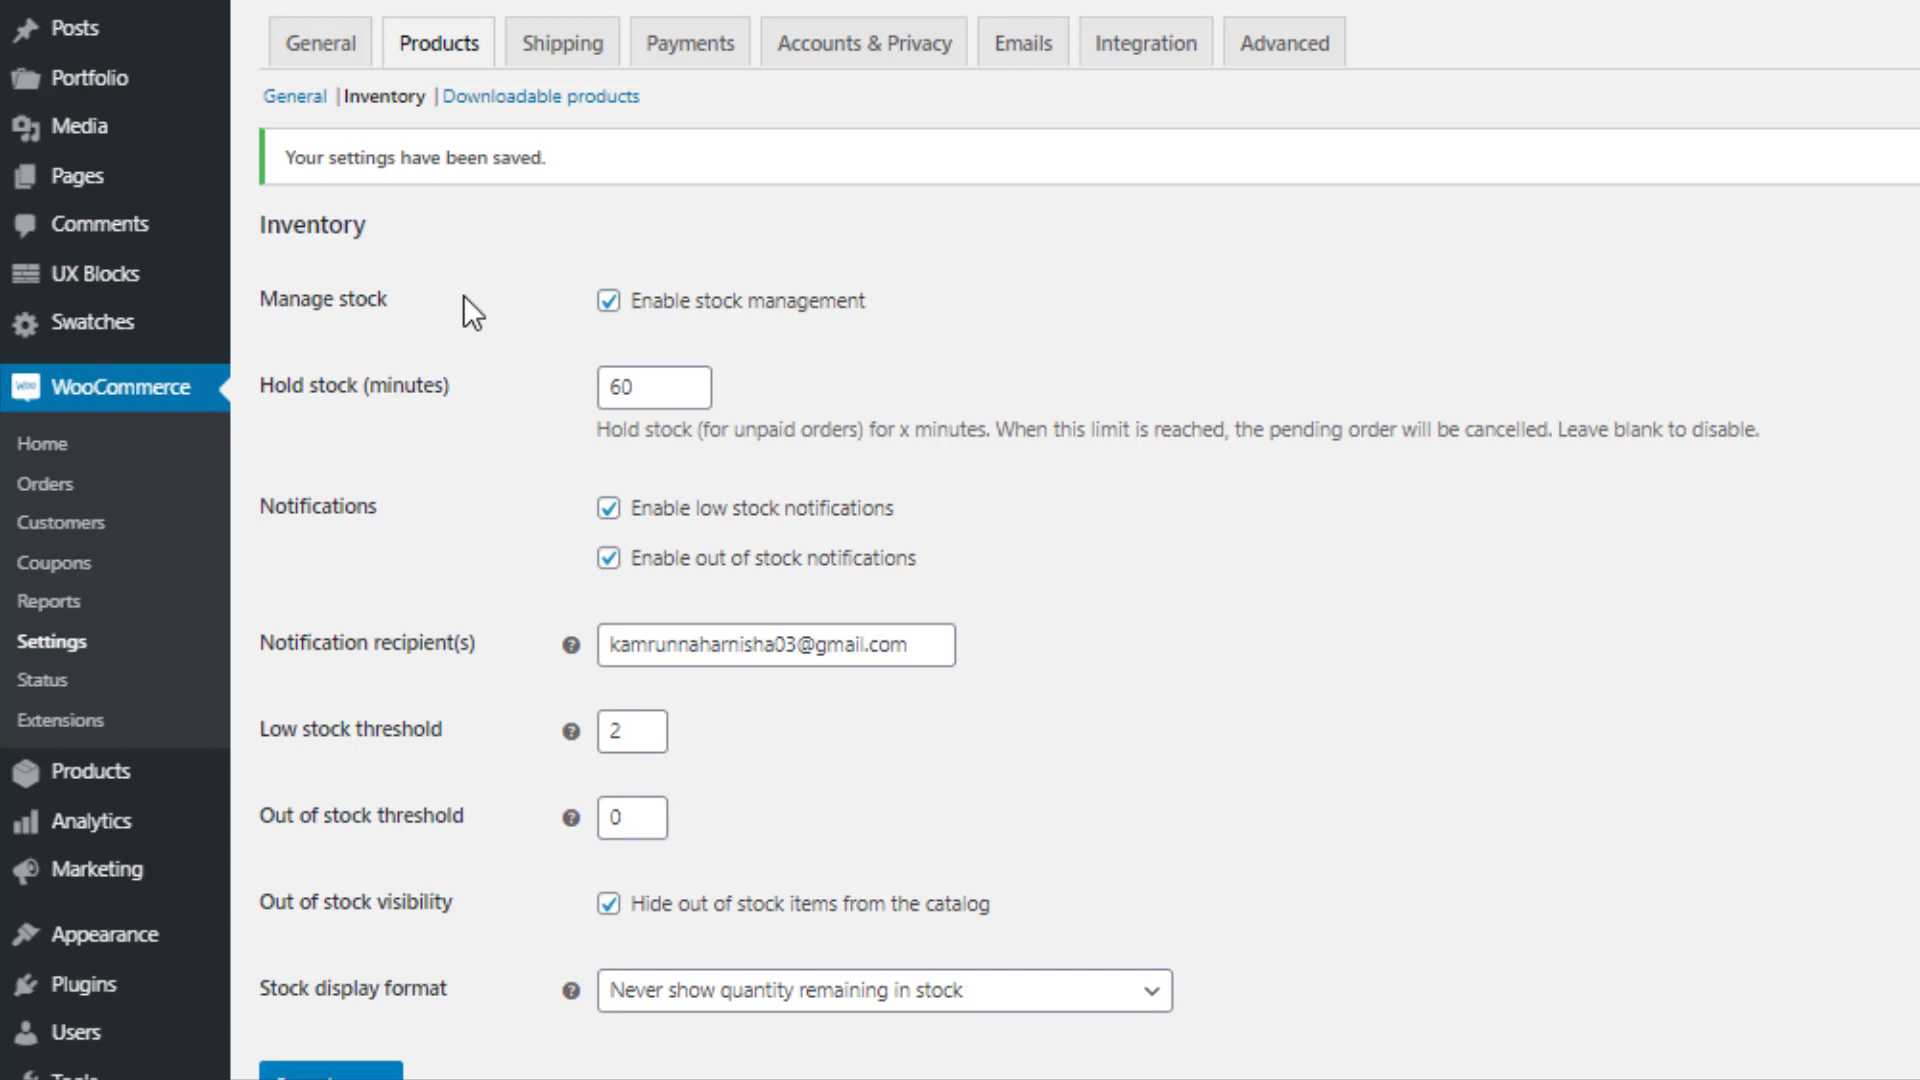 Posts
Portfolio
Media
Pages
Comments
UX Blocks
Swatches
WooCommerce
Home
Orders
Customers
Coupons
Reports
Settings
Status
Extensions
Products
Analytics
Marketing
Appearance
Plugins
Users
General Products Shipping Payments Accounts & Privacy Emails Integration Advanced
General | Inventory | Downloadable products
Your settings have been saved.
Inventory
Manage stock Enable stock management
Hold stock (minutes) 60
Hold stock (for unpaid orders) for x minutes. When this limit is reached, the pending order will be cancelled. Leave blank to disable.
Notifications Enable low stock notifications
Enable out of stock notifications
Notification recipient(s) kamrunnaharnisha03@gmail.com
Low stock threshold 2
Out of stock threshold 0
Out of stock visibility Hide out of stock items from the catalog
Stock display format Never show quantity remaining in stock